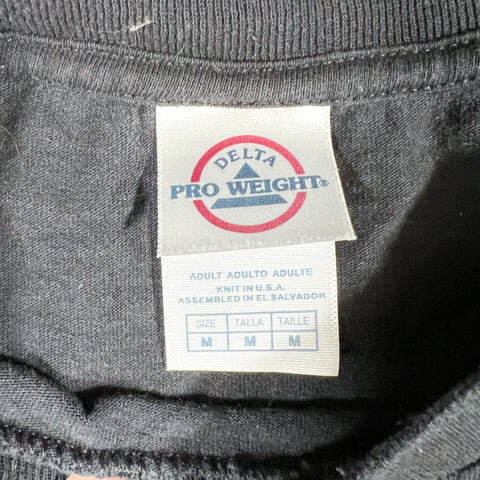 DELTA
PRO WEIGHT®
ADULT ADULTO ADULTE
KNIT IN U.S.A.
ASSEMBLED IN EL SALVADOR
SIZE TALLA TAILLE
M M M